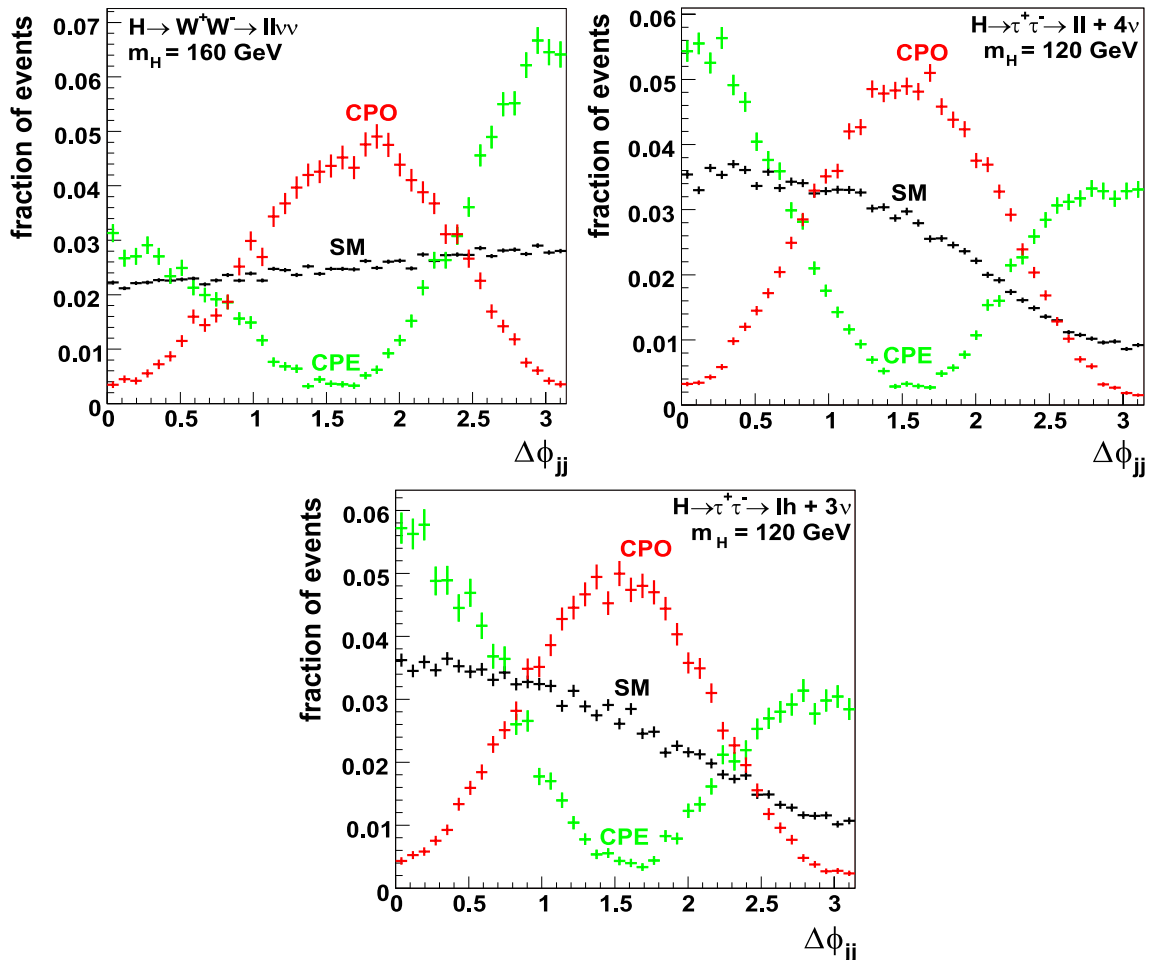 H→ W⁺W⁻→ llνν
m_H = 160 GeV
fraction of events
0.07
0.06
0.05
0.04
0.03
0.02
0.01
0
CPO
SM
CPE
0 0.5 1 1.5 2 2.5 3
Δϕ_jj
H→τ⁺τ⁻→ ll + 4ν
m_H = 120 GeV
fraction of events
0.06
0.05
0.04
0.03
0.02
0.01
0
CPO
SM
CPE
0 0.5 1 1.5 2 2.5 3
Δϕ_jj
H→τ⁺τ⁻→ lh + 3ν
m_H = 120 GeV
fraction of events
0.06
0.05
0.04
0.03
0.02
0.01
0
CPO
SM
CPE
0 0.5 1 1.5 2 2.5 3
Δϕ_jj